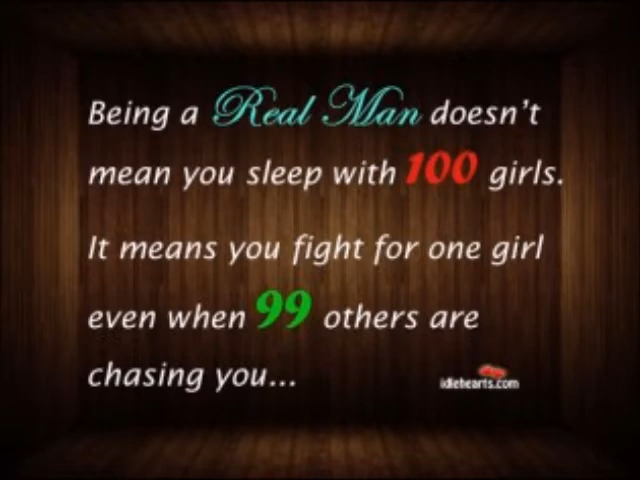 Being a Real Man doesn't
mean you sleep with 100 girls.
It means you fight for one girl
even when 99 others are
chasing you...
idlehearts.com